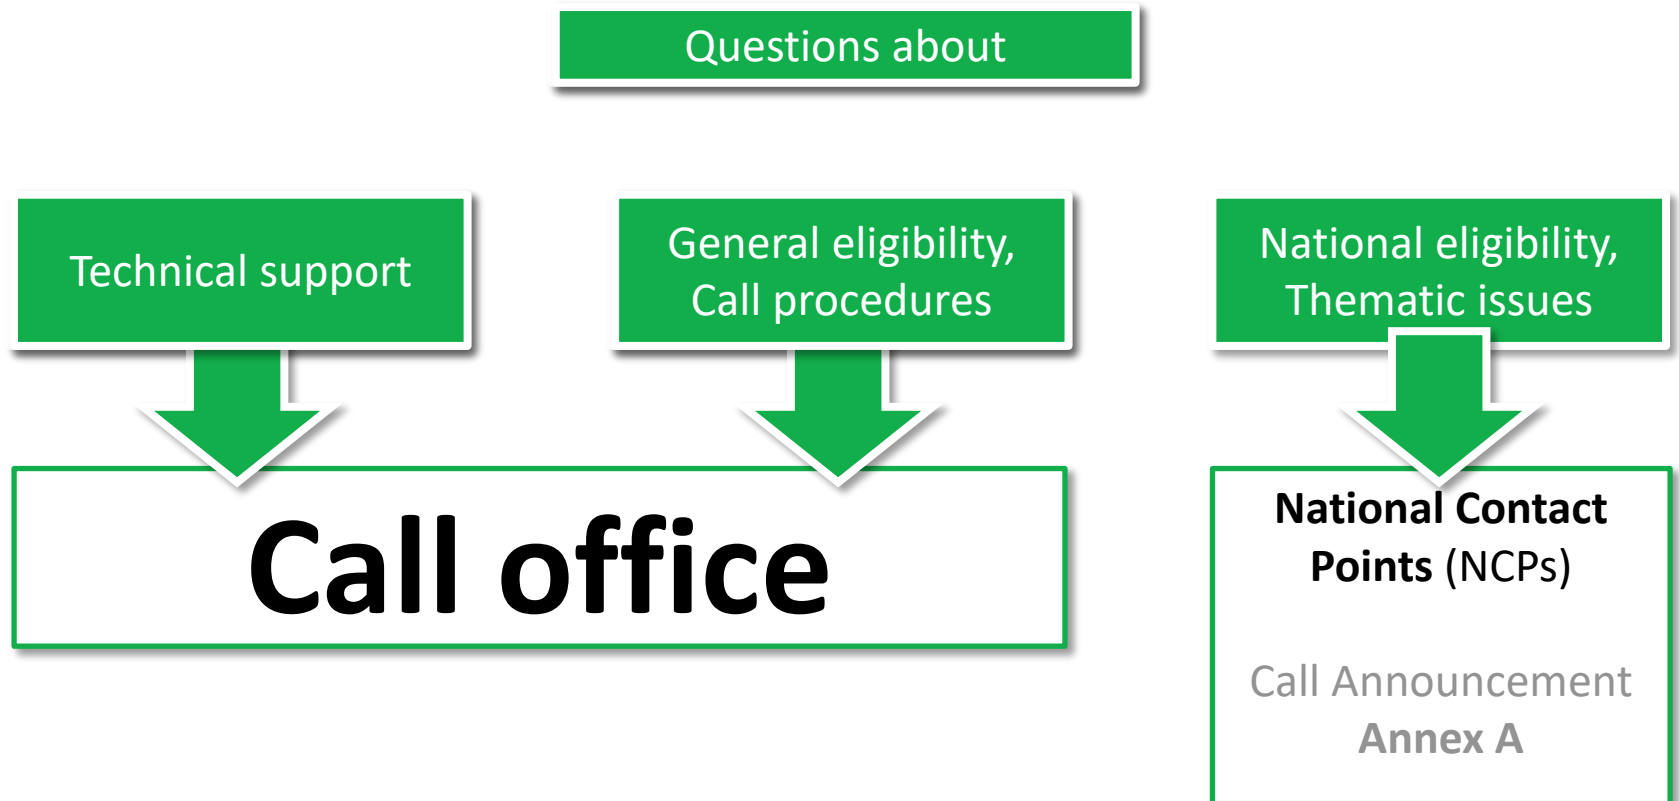 Questions about
Technical support
General eligibility,
Call procedures
National eligibility,
Thematic issues
Call office
National Contact
Points (NCPs)
Call Announcement
Annex A